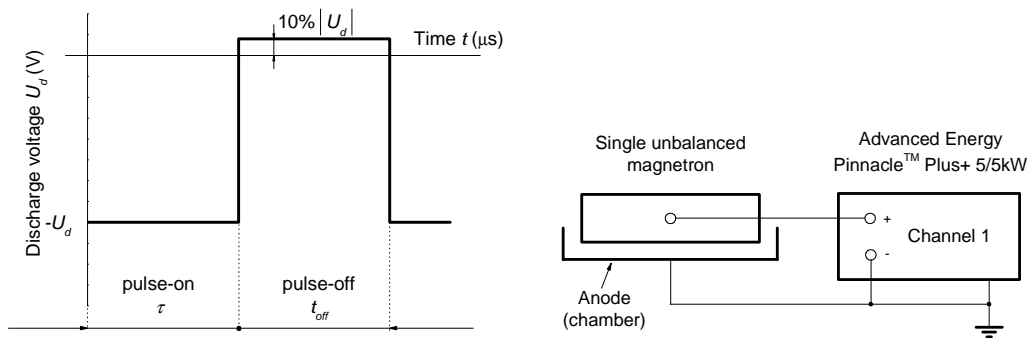 10% |U_d|
Time t (μs)
Discharge voltage U_d (V)
-U_d
pulse-on
τ
pulse-off
t_off
Single unbalanced
magnetron
Advanced Energy
Pinnacle™ Plus+ 5/5kW
+
-
Channel 1
Anode
(chamber)